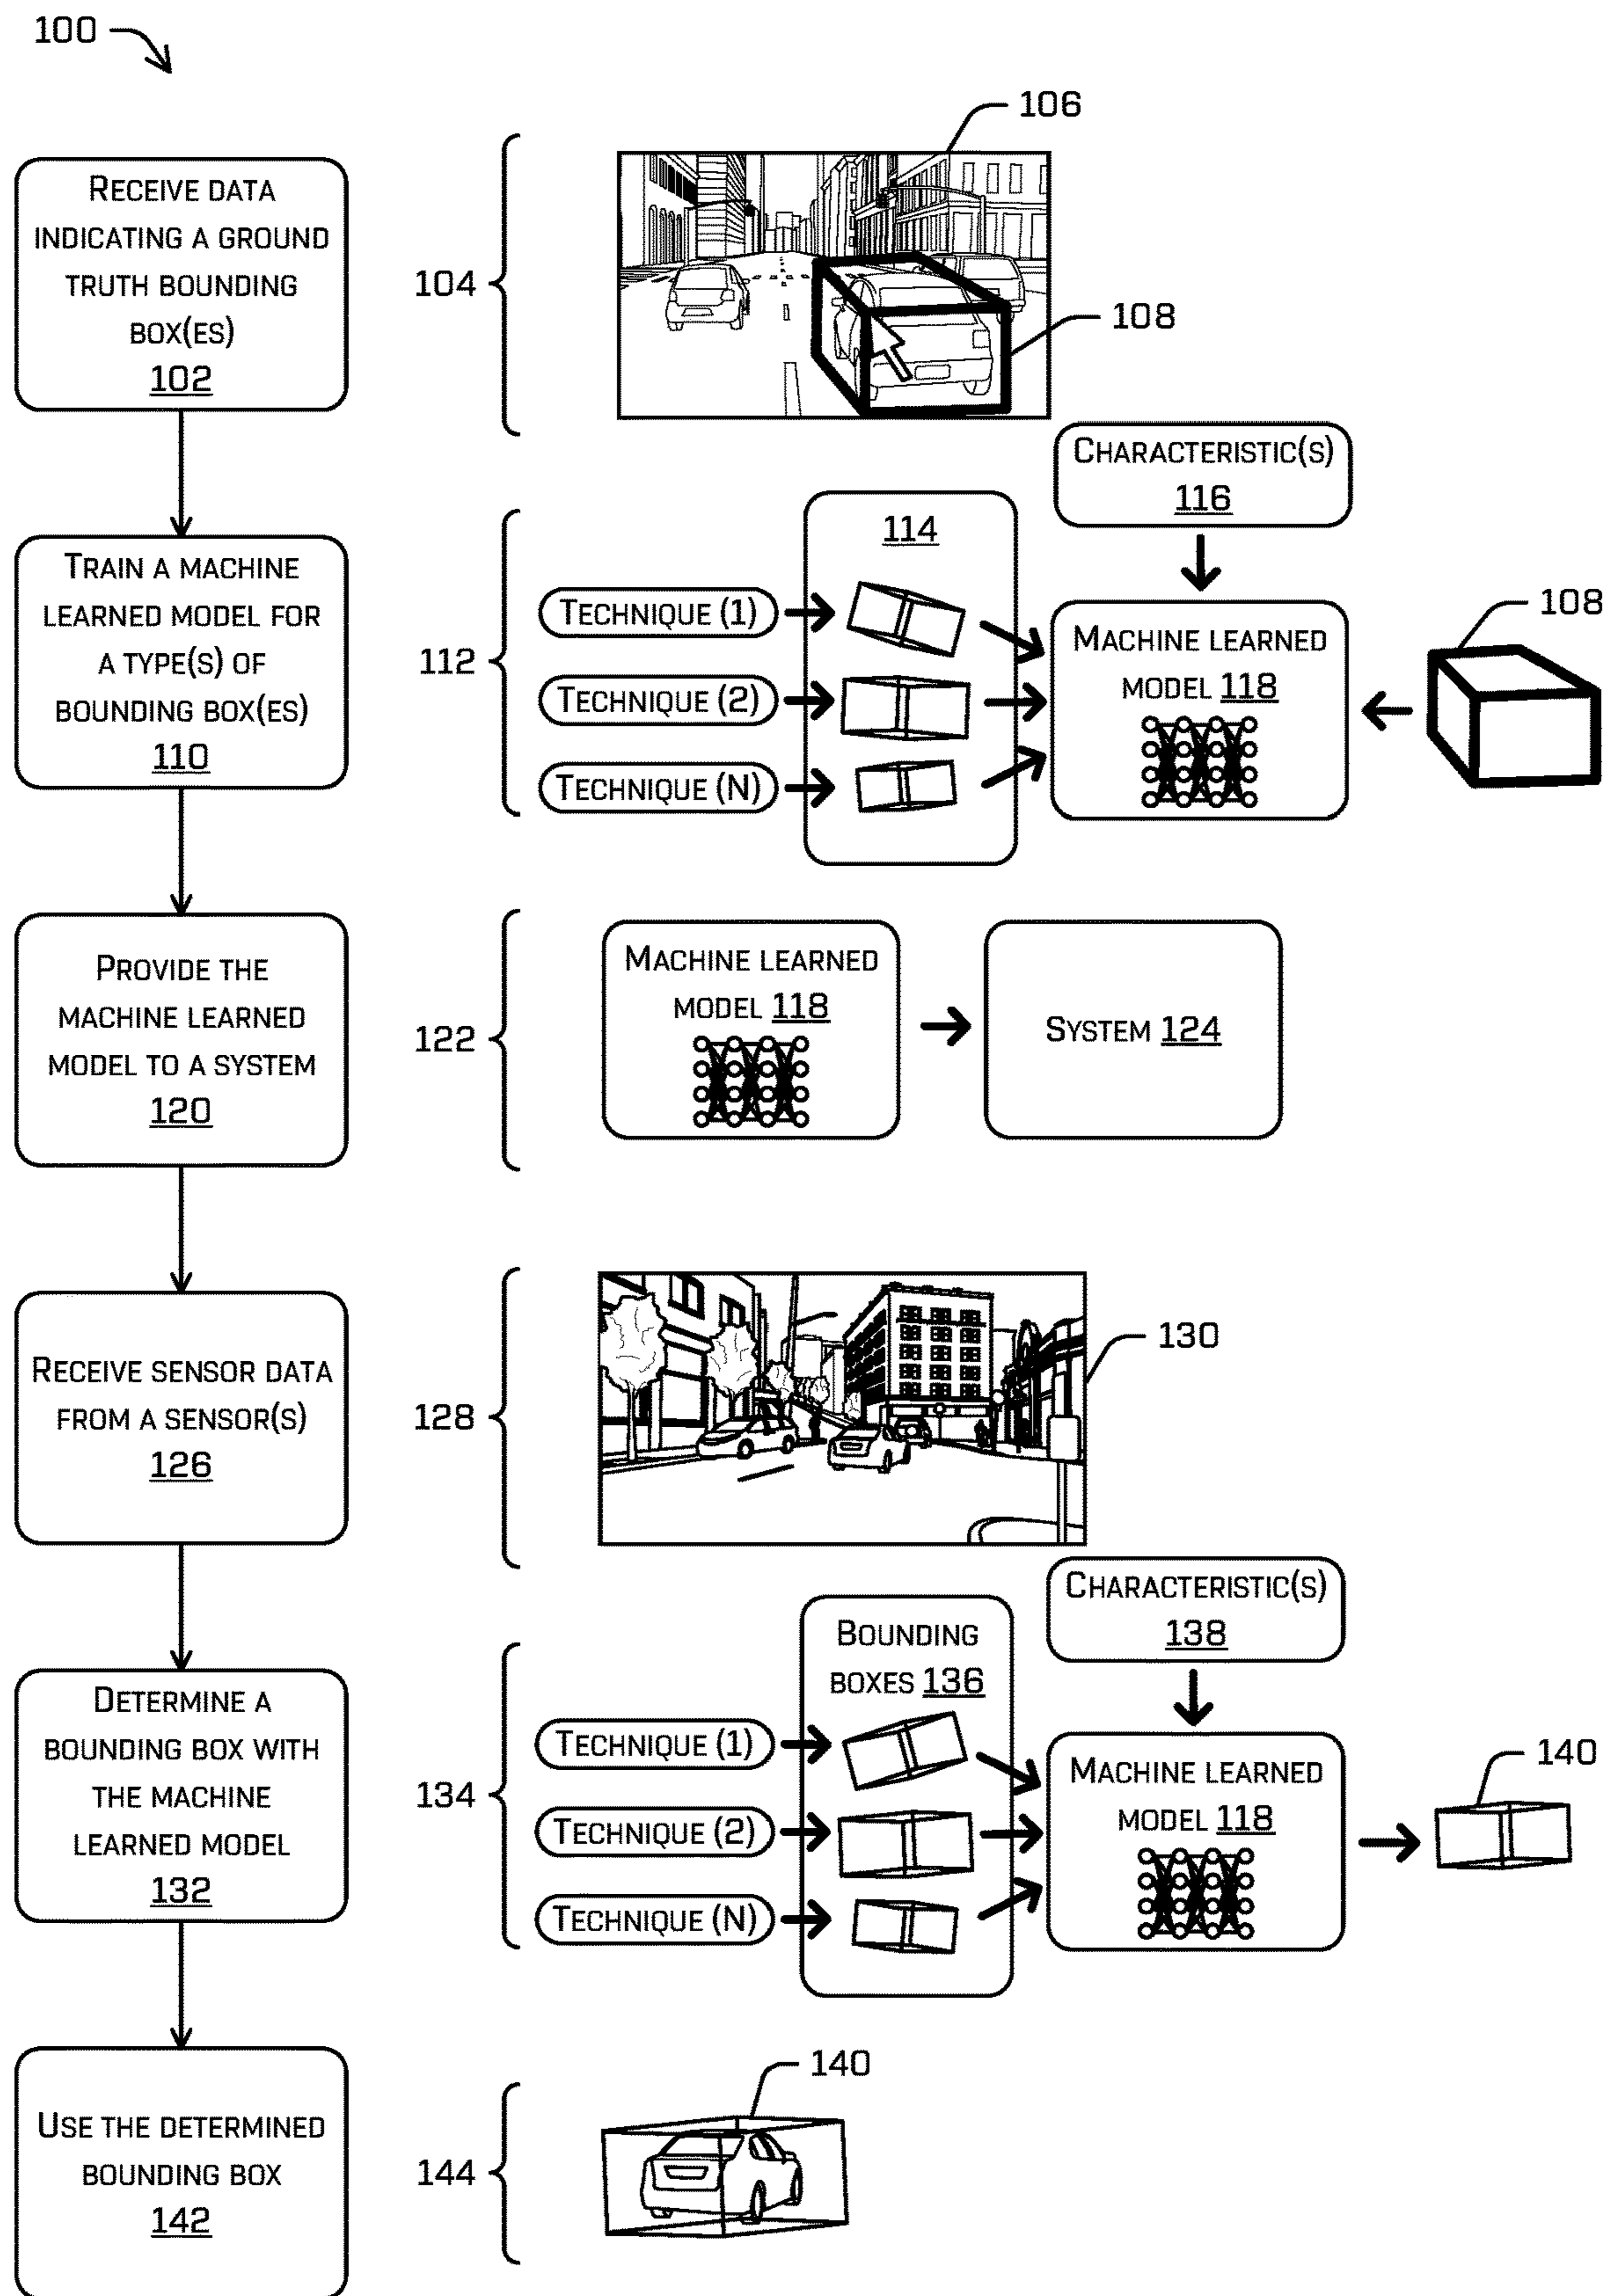 100
106
RECEIVE DATA
INDICATING A GROUND
TRUTH BOUNDING
BOX(ES)
102
104
108
CHARACTERISTIC(S)
116
114
TRAIN A MACHINE
LEARNED MODEL FOR
A TYPE(S) OF
BOUNDING BOX(ES)
110
112
TECHNIQUE (1)
TECHNIQUE (2)
TECHNIQUE (N)
MACHINE LEARNED
MODEL 118
108
PROVIDE THE
MACHINE LEARNED
MODEL TO A SYSTEM
120
122
MACHINE LEARNED
MODEL 118
SYSTEM 124
RECEIVE SENSOR DATA
FROM A SENSOR(S)
126
128
130
CHARACTERISTIC(S)
138
BOUNDING
BOXES 136
DETERMINE A
BOUNDING BOX WITH
THE MACHINE
LEARNED MODEL
132
134
TECHNIQUE (1)
TECHNIQUE (2)
TECHNIQUE (N)
MACHINE LEARNED
MODEL 118
140
USE THE DETERMINED
BOUNDING BOX
142
144
140